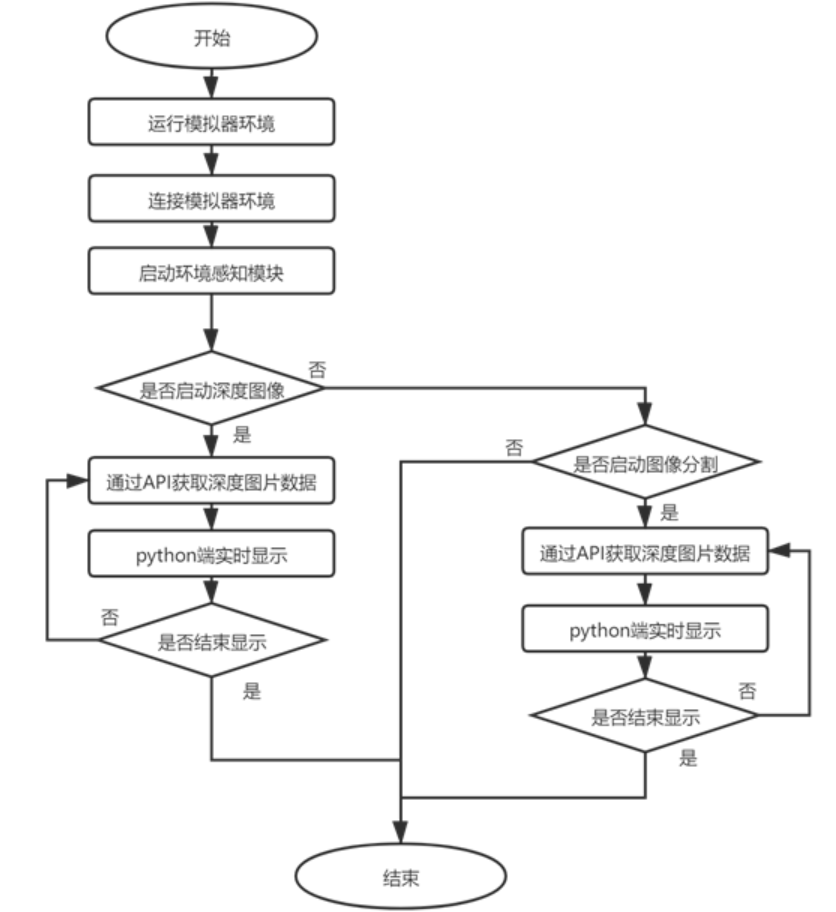 开始
运行模拟器环境
连接模拟器环境
启动环境感知模块
是否启动深度图像
否
是
通过API获取深度图片数据
python端实时显示
否
是否结束显示
是
否
是否启动图像分割
是
通过API获取深度图片数据
python端实时显示
否
是否结束显示
是
结束